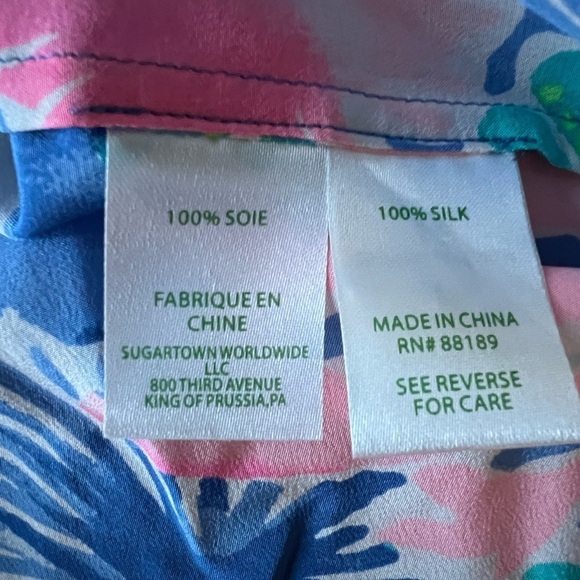 100% SOIE
FABRIQUE EN
CHINE
SUGARTOWN WORLDWIDE
LLC
800 THIRD AVENUE
KING OF PRUSSIA,PA
100% SILK
MADE IN CHINA
RN# 88189
SEE REVERSE
FOR CARE